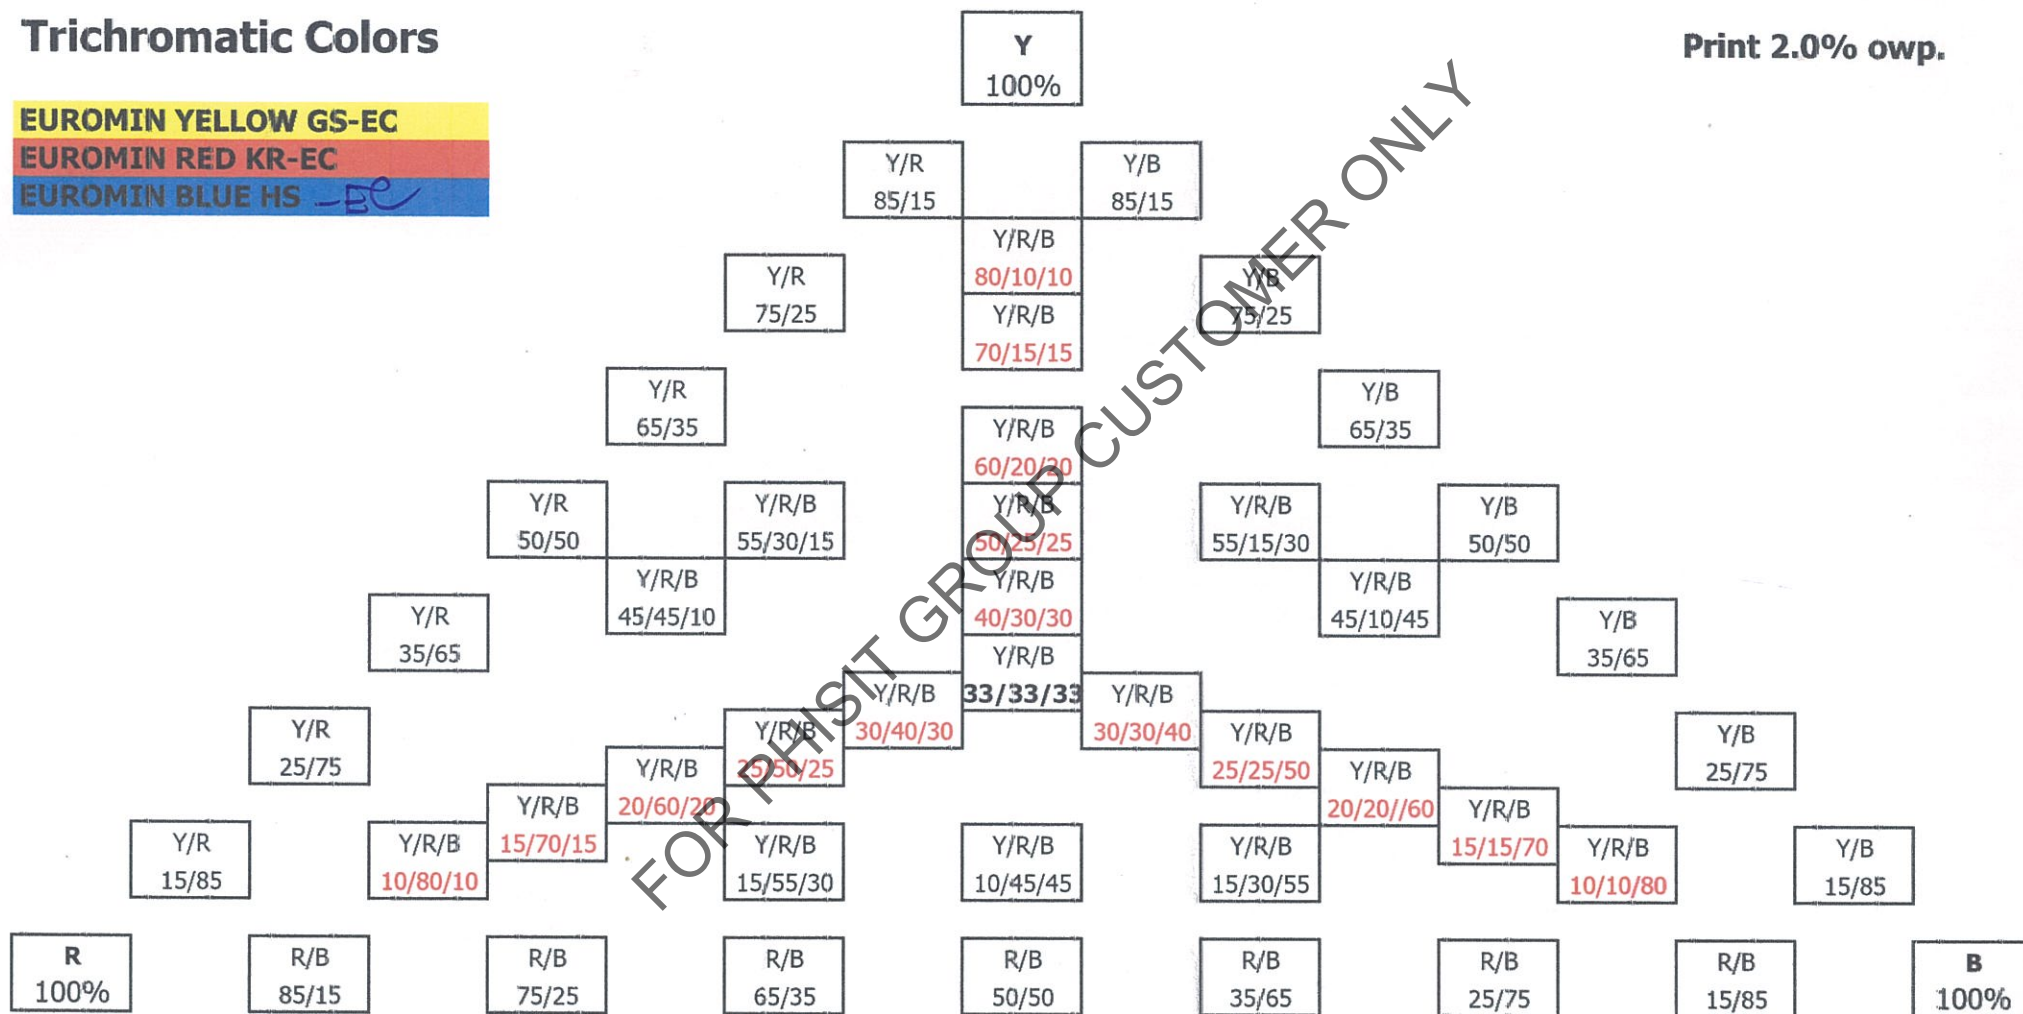 Trichromatic Colors
Print 2.0% owp.
EUROMIN YELLOW GS-EC
EUROMIN RED KR-EC
EUROMIN BLUE HS -EC
Y
100%
Y/R
85/15
Y/B
85/15
Y/R/B
80/10/10
Y/R
75/25
Y/B
75/25
Y/R/B
70/15/15
Y/R
65/35
Y/B
65/35
Y/R/B
60/20/20
Y/R
50/50
Y/R/B
55/30/15
Y/R/B
50/25/25
Y/R/B
55/15/30
Y/B
50/50
Y/R/B
45/45/10
Y/R/B
40/30/30
Y/R/B
45/10/45
Y/R
35/65
Y/R/B
33/33/33
Y/B
35/65
Y/R/B
30/40/30
Y/R/B
30/30/40
Y/R
25/75
Y/R/B
25/50/25
Y/R/B
25/25/50
Y/B
25/75
Y/R/B
20/60/20
Y/R/B
20/20//60
Y/R/B
15/70/15
Y/R/B
15/15/70
Y/R
15/85
Y/R/B
10/80/10
Y/R/B
15/55/30
Y/R/B
10/45/45
Y/R/B
15/30/55
Y/R/B
10/10/80
Y/B
15/85
R
100%
R/B
85/15
R/B
75/25
R/B
65/35
R/B
50/50
R/B
35/65
R/B
25/75
R/B
15/85
B
100%
FOR PHISIT GROUP CUSTOMER ONLY